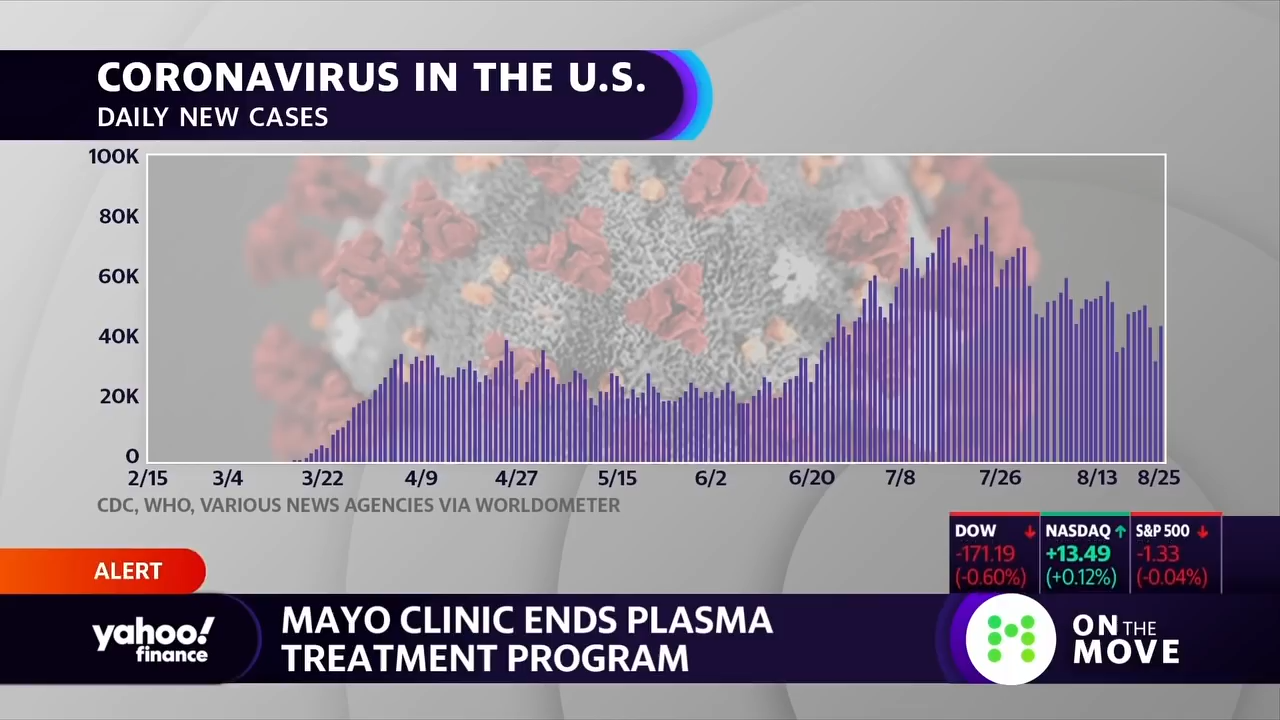 CORONAVIRUS IN THE U.S.
DAILY NEW CASES
100K
80K
60K
40K
20K
0
2/15 3/4 3/22 4/9 4/27 5/15 6/2 6/20 7/8 7/26 8/13 8/25
CDC, WHO, VARIOUS NEWS AGENCIES VIA WORLDOMETER
DOW NASDAQ S&P 500
-171.19 +13.49 -1.33
(-0.60%) (+0.12%) (-0.04%)
ALERT
yahoo!
finance
MAYO CLINIC ENDS PLASMA
TREATMENT PROGRAM
ON THE
MOVE